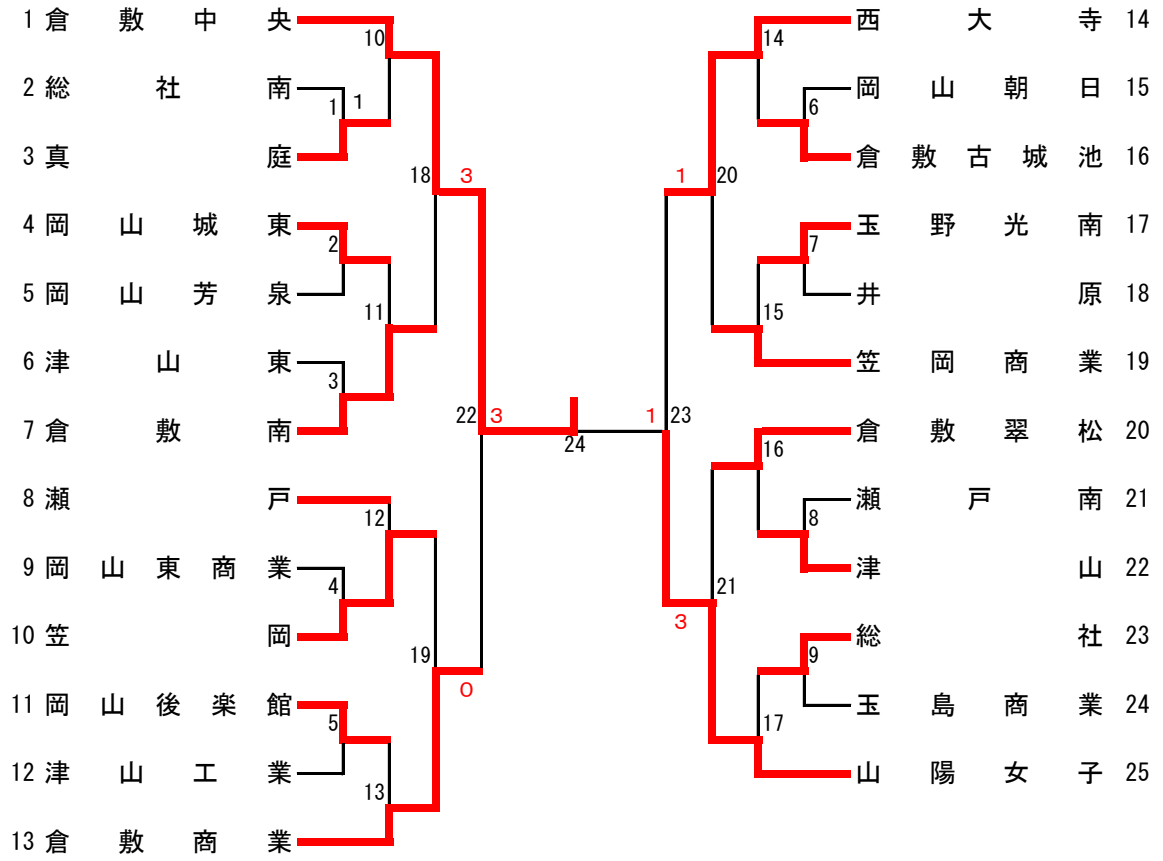 1 倉敷中央
2 総社南
3 真庭
4 岡山城東
5 岡山芳泉
6 津山東
7 倉敷南
8 瀬戸
9 岡山東商業
10 笠岡
11 岡山後楽館
12 津山工業
13 倉敷商業
10
1
1
18
3
2
11
3
22
3
12
4
19
0
5
13
24
14
6
1
20
7
15
1
23
16
8
21
3
9
17
西大寺 14
岡山朝日 15
倉敷古城池 16
玉野光南 17
井原 18
笠岡商業 19
倉敷翠松 20
瀬戸南 21
津山 22
総社 23
玉島商業 24
山陽女子 25